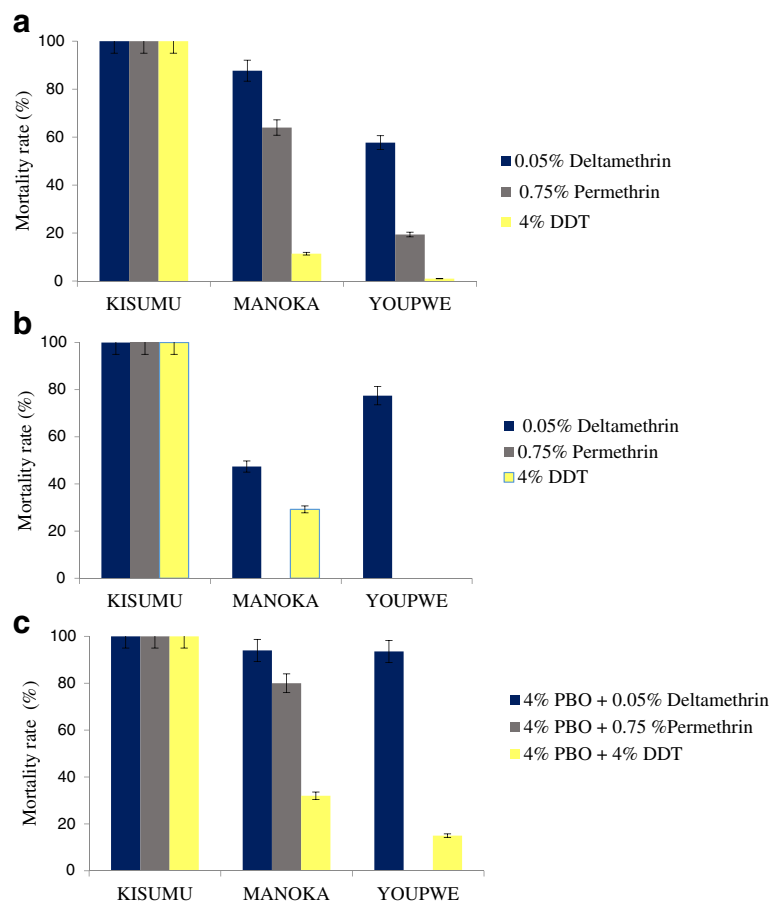 a
Mortality rate (%)
100
80
60
40
20
0
KISUMU MANOKA YOUPWE
0.05% Deltamethrin
0.75% Permethrin
4% DDT
b
Mortality rate (%)
100
80
60
40
20
0
KISUMU MANOKA YOUPWE
0.05% Deltamethrin
0.75% Permethrin
4% DDT
c
Mortality rate (%)
100
80
60
40
20
0
KISUMU MANOKA YOUPWE
4% PBO + 0.05% Deltamethrin
4% PBO + 0.75 %Permethrin
4% PBO + 4% DDT